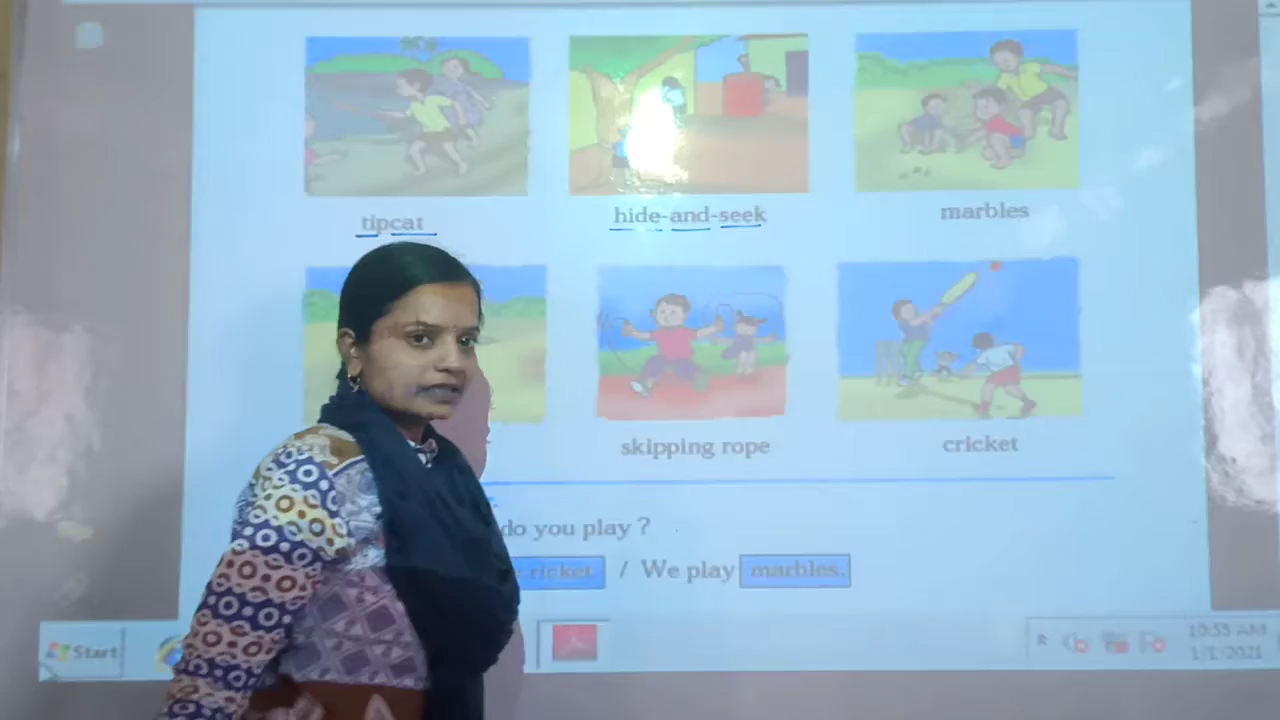 tipcat
hide-and-seek
marbles
skipping rope
cricket
do you play ?
ricket / We play marbles.
Start
10:55 AM
1/1/2021